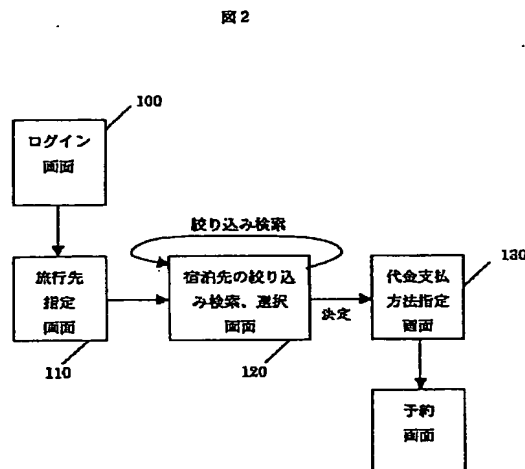 図2
100
ログイン
画面
絞り込み検索
旅行先
指定
画面
宿泊先の絞り込
み検索、選択
画面
決定
代金支払
方法指定
画面
130
110
120
予約
画面